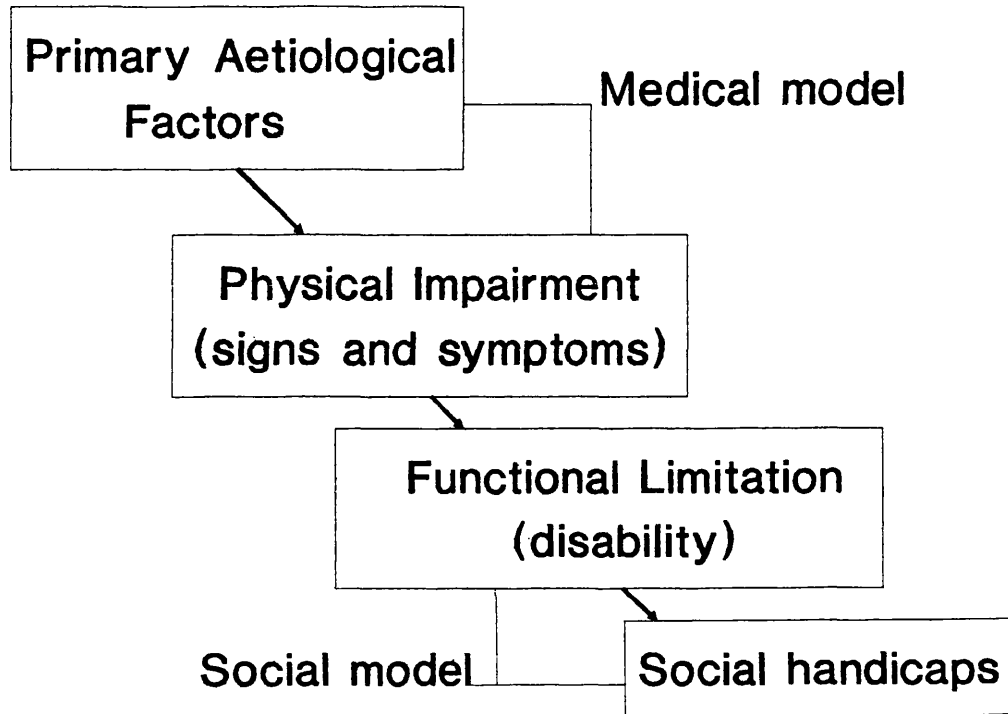 Primary Aetiological
Factors
Medical model
Physical Impairment
(signs and symptoms)
Functional Limitation
(disability)
Social model
Social handicaps